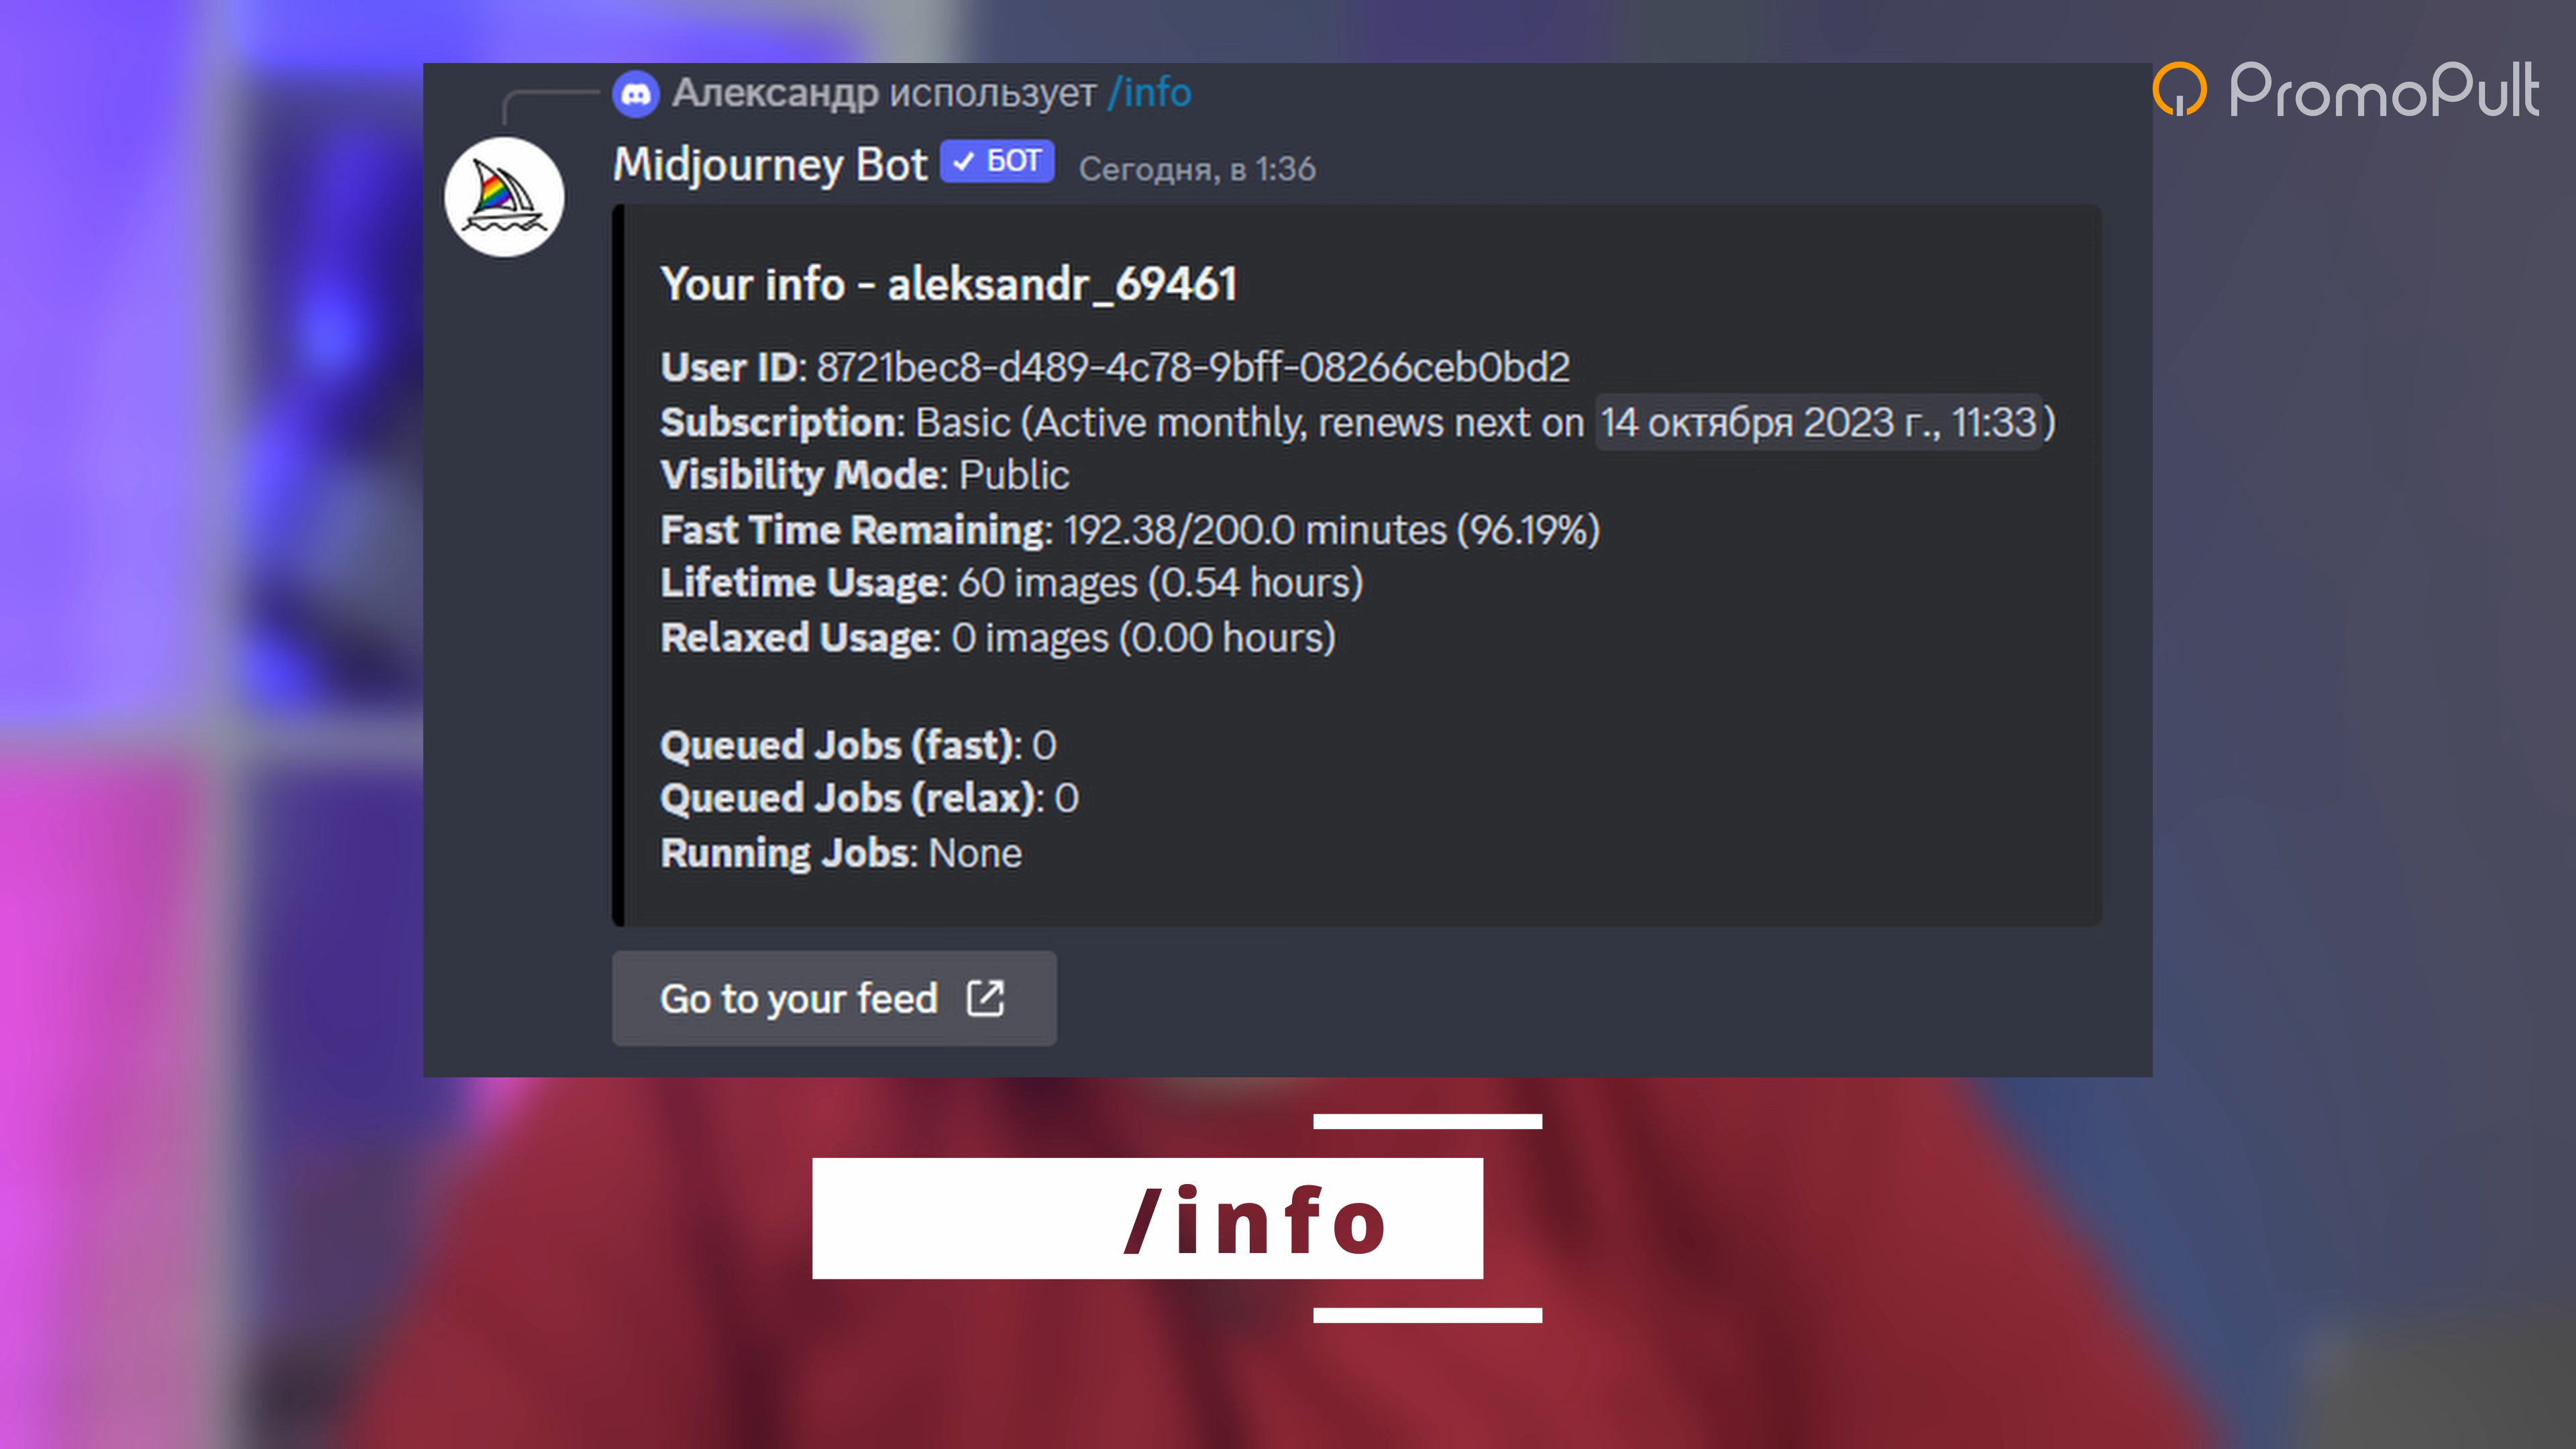 Александр использует /info
PromoPult
Midjourney Bot ✓ БОТ Сегодня, в 1:36
Your info - aleksandr_69461
User ID: 8721bec8-d489-4c78-9bff-08266ceb0bd2
Subscription: Basic (Active monthly, renews next on 14 октября 2023 г., 11:33)
Visibility Mode: Public
Fast Time Remaining: 192.38/200.0 minutes (96.19%)
Lifetime Usage: 60 images (0.54 hours)
Relaxed Usage: 0 images (0.00 hours)
Queued Jobs (fast): 0
Queued Jobs (relax): 0
Running Jobs: None
Go to your feed
/info